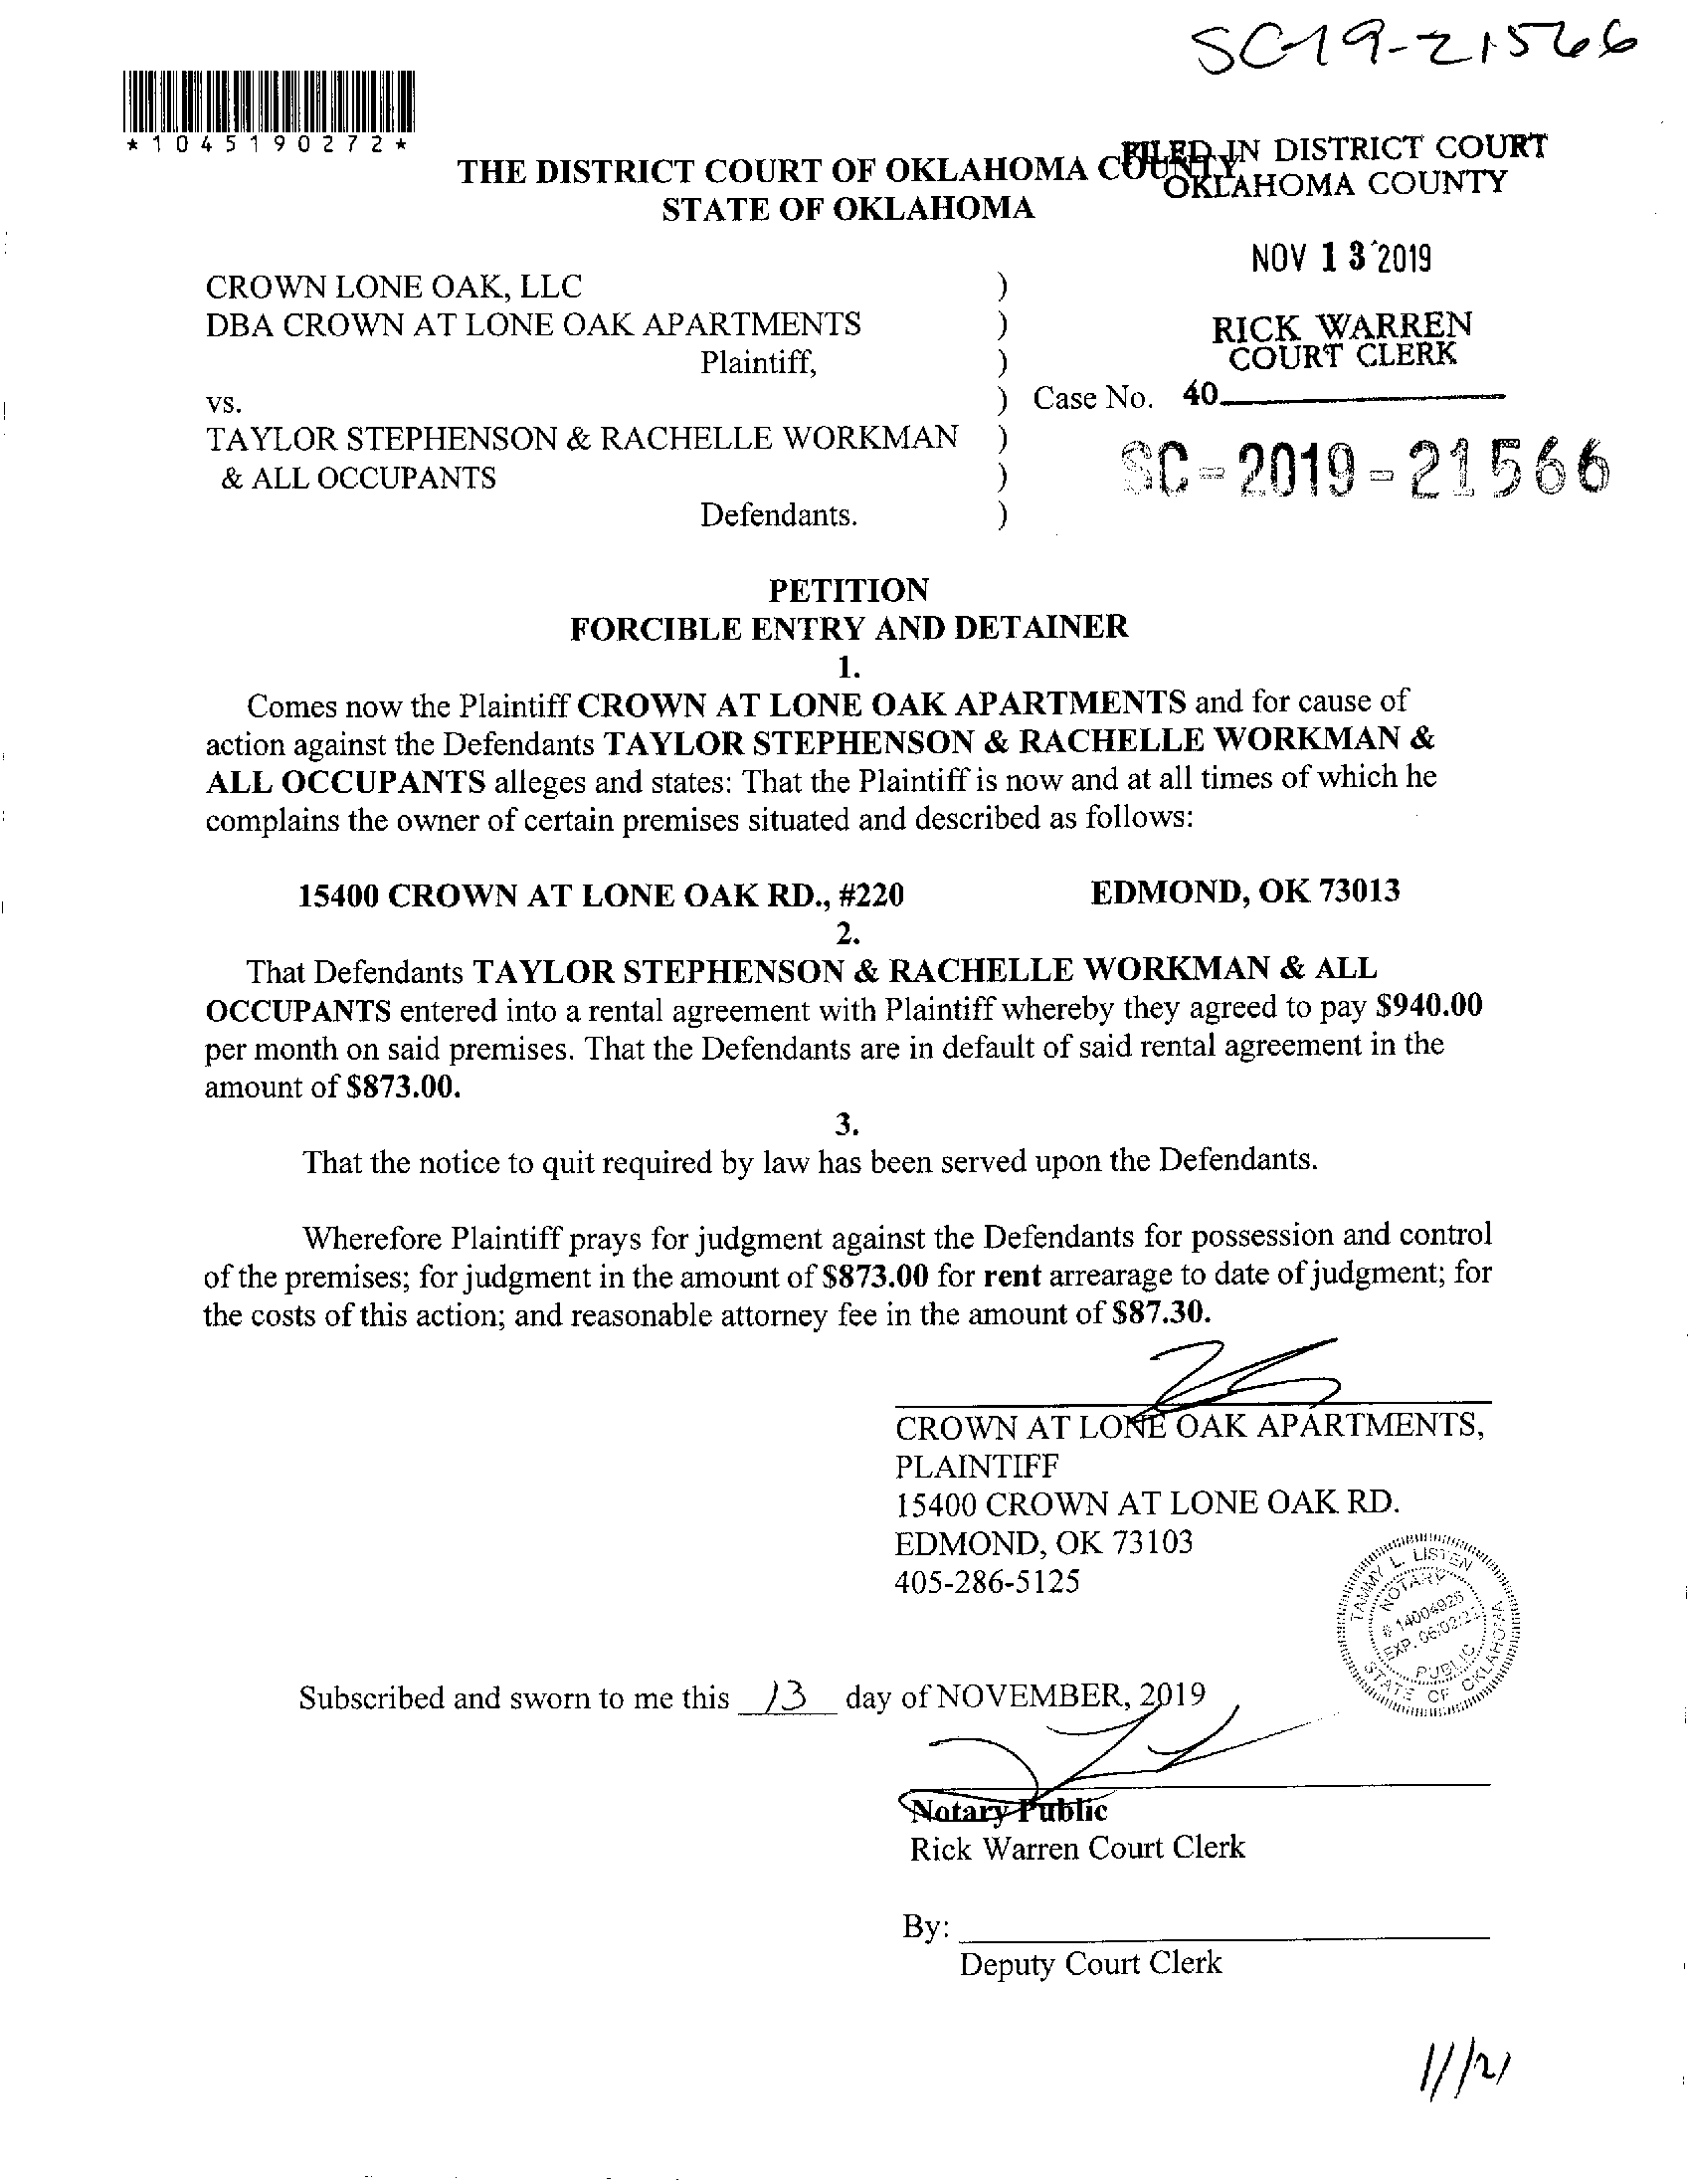 SC-19-21566
*1045190272*
THE DISTRICT COURT OF OKLAHOMA COUNTY
STATE OF OKLAHOMA
FILED IN DISTRICT COURT
OKLAHOMA COUNTY
NOV 13 2019
RICK WARREN
COURT CLERK
40
CROWN LONE OAK, LLC )
DBA CROWN AT LONE OAK APARTMENTS )
Plaintiff, )
vs. ) Case No.
TAYLOR STEPHENSON & RACHELLE WORKMAN )
& ALL OCCUPANTS )
Defendants. )
SC-2019-21566
PETITION
FORCIBLE ENTRY AND DETAINER
1.
Comes now the Plaintiff CROWN AT LONE OAK APARTMENTS and for cause of
action against the Defendants TAYLOR STEPHENSON & RACHELLE WORKMAN &
ALL OCCUPANTS alleges and states: That the Plaintiff is now and at all times of which he
complains the owner of certain premises situated and described as follows:
15400 CROWN AT LONE OAK RD., #220 EDMOND, OK 73013
2.
That Defendants TAYLOR STEPHENSON & RACHELLE WORKMAN & ALL
OCCUPANTS entered into a rental agreement with Plaintiff whereby they agreed to pay $940.00
per month on said premises. That the Defendants are in default of said rental agreement in the
amount of $873.00.
3.
That the notice to quit required by law has been served upon the Defendants.
Wherefore Plaintiff prays for judgment against the Defendants for possession and control
of the premises; for judgment in the amount of $873.00 for rent arrearage to date of judgment; for
the costs of this action; and reasonable attorney fee in the amount of $87.30.
CROWN AT LONE OAK APARTMENTS,
PLAINTIFF
15400 CROWN AT LONE OAK RD.
EDMOND, OK 73103
405-286-5125
TAMMY L. LISTEN
NOTARY
# 14004926
EXP.
PUBLIC
STATE OF OKLAHOMA
Subscribed and sworn to me this 13 day of NOVEMBER, 2019
Notary Public
Rick Warren Court Clerk
By:
Deputy Court Clerk
11/21